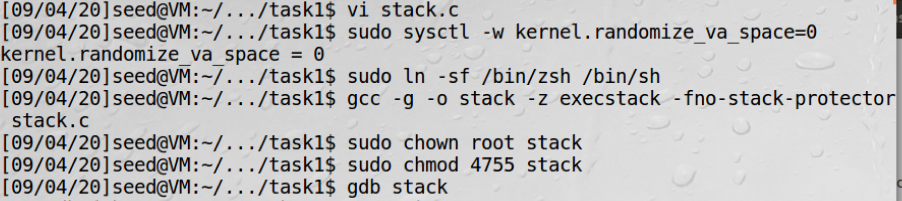 [09/04/20]seed@VM:~/.../task1$ vi stack.c
[09/04/20]seed@VM:~/.../task1$ sudo sysctl -w kernel.randomize_va_space=0
kernel.randomize_va_space = 0
[09/04/20]seed@VM:~/.../task1$ sudo ln -sf /bin/zsh /bin/sh
[09/04/20]seed@VM:~/.../task1$ gcc -g -o stack -z execstack -fno-stack-protector
 stack.c
[09/04/20]seed@VM:~/.../task1$ sudo chown root stack
[09/04/20]seed@VM:~/.../task1$ sudo chmod 4755 stack
[09/04/20]seed@VM:~/.../task1$ gdb stack